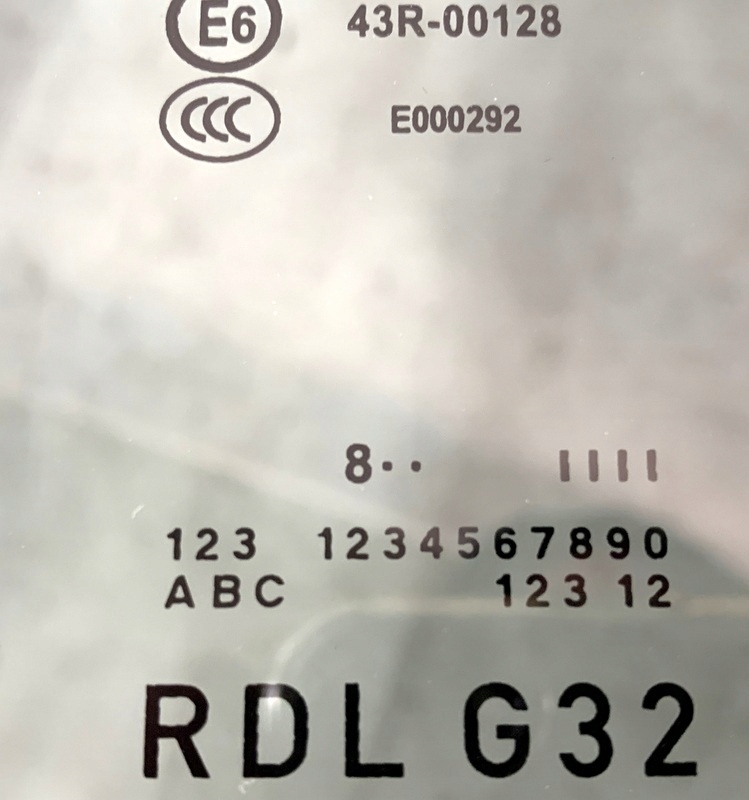 E6 43R-00128
CCC E000292
8·· IIII
123 1234567890
ABC 123 12
RDL G32